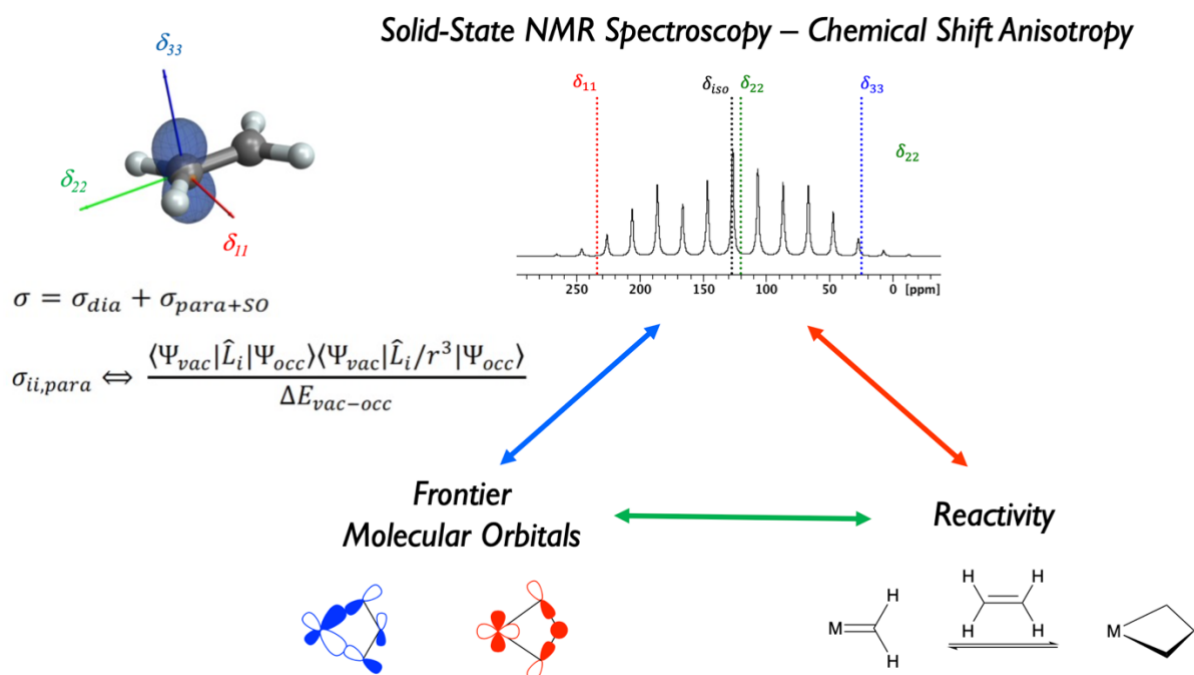 Solid-State NMR Spectroscopy – Chemical Shift Anisotropy
δ33
δ22
δ11
δ11
δiso
δ22
δ33
δ22
250 200 150 100 50 0 [ppm]
σ = σdia + σpara+SO
σii,para ⇔ ⟨Ψvac|L̂i|Ψocc⟩⟨Ψvac|L̂i/r³|Ψocc⟩
ΔEvac−occ
Frontier
Molecular Orbitals
Reactivity
M H H
H H H H
M